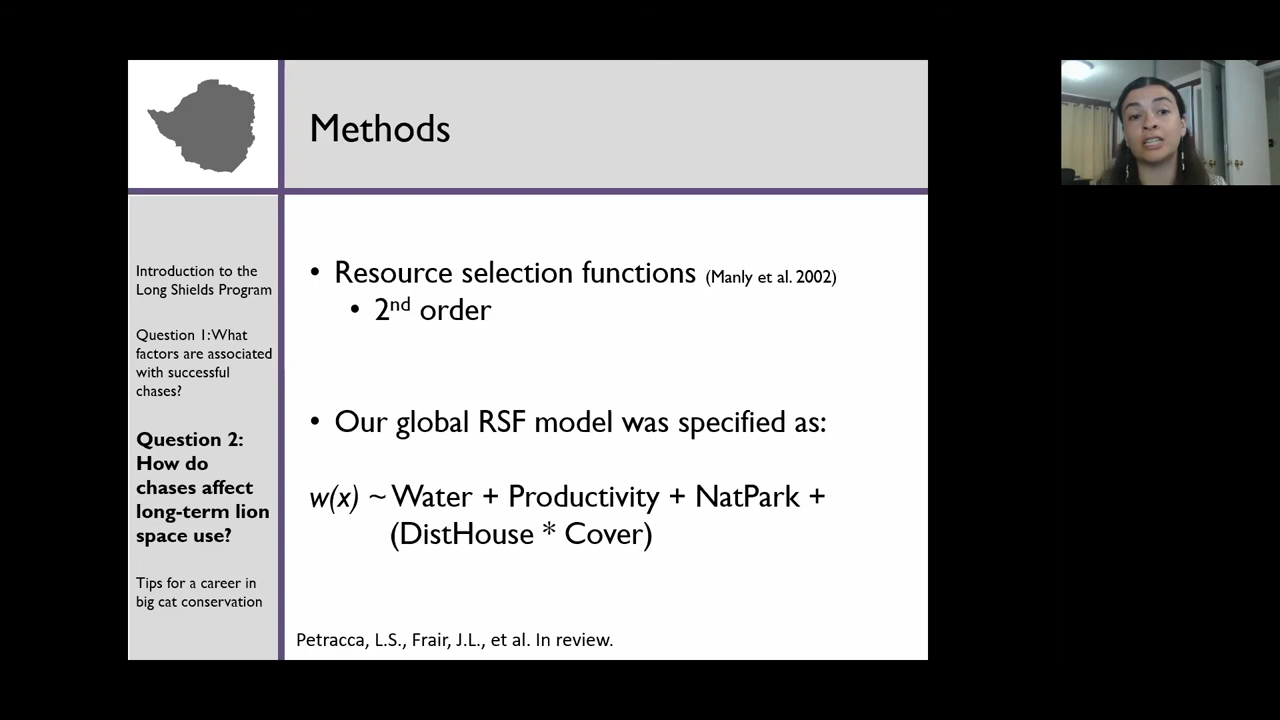 Methods
Introduction to the
Long Shields Program
Question 1:What
factors are associated
with successful
chases?
Question 2:
How do
chases affect
long-term lion
space use?
Tips for a career in
big cat conservation
• Resource selection functions (Manly et al. 2002)
• 2nd order
• Our global RSF model was specified as:
w(x) ~ Water + Productivity + NatPark +
(DistHouse * Cover)
Petracca, L.S., Frair, J.L., et al. In review.